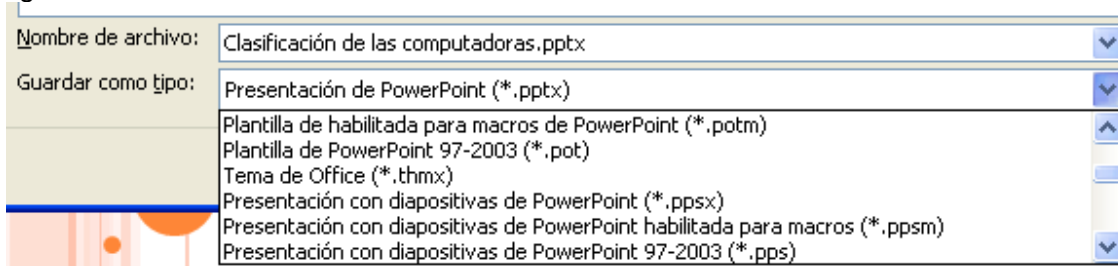 Nombre de archivo: Clasificación de las computadoras.pptx
Guardar como tipo: Presentación de PowerPoint (*.pptx)
Plantilla de habilitada para macros de PowerPoint (*.potm)
Plantilla de PowerPoint 97-2003 (*.pot)
Tema de Office (*.thmx)
Presentación con diapositivas de PowerPoint (*.ppsx)
Presentación con diapositivas de PowerPoint habilitada para macros (*.ppsm)
Presentación con diapositivas de PowerPoint 97-2003 (*.pps)